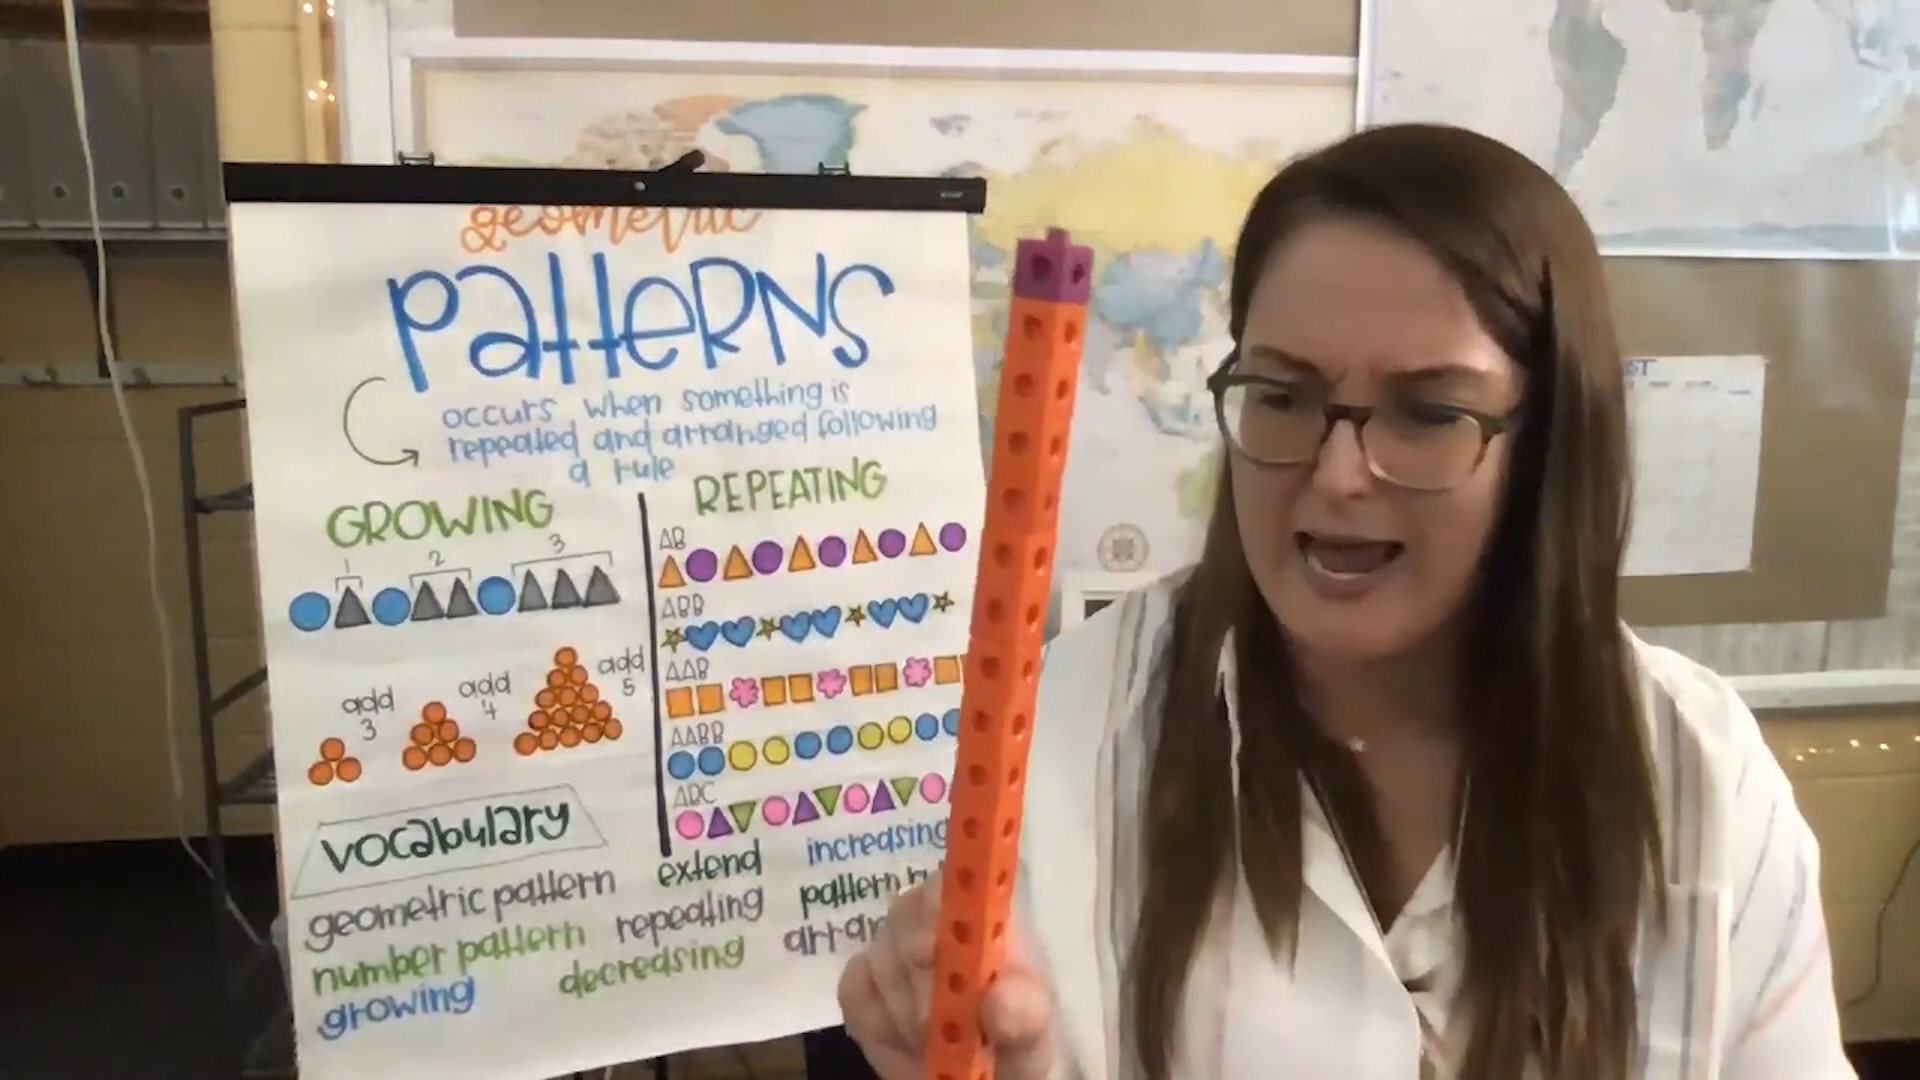 geometric
PATTERNS
occurs when something is
repeated and arranged following
a rule
GROWING
1 2 3
add
3
add
4
add
5
REPEATING
AB
ABB
AAB
AABB
ABC
vocabulary
geometric pattern
extend
increasing
number pattern
repeating
pattern
growing
decreasing